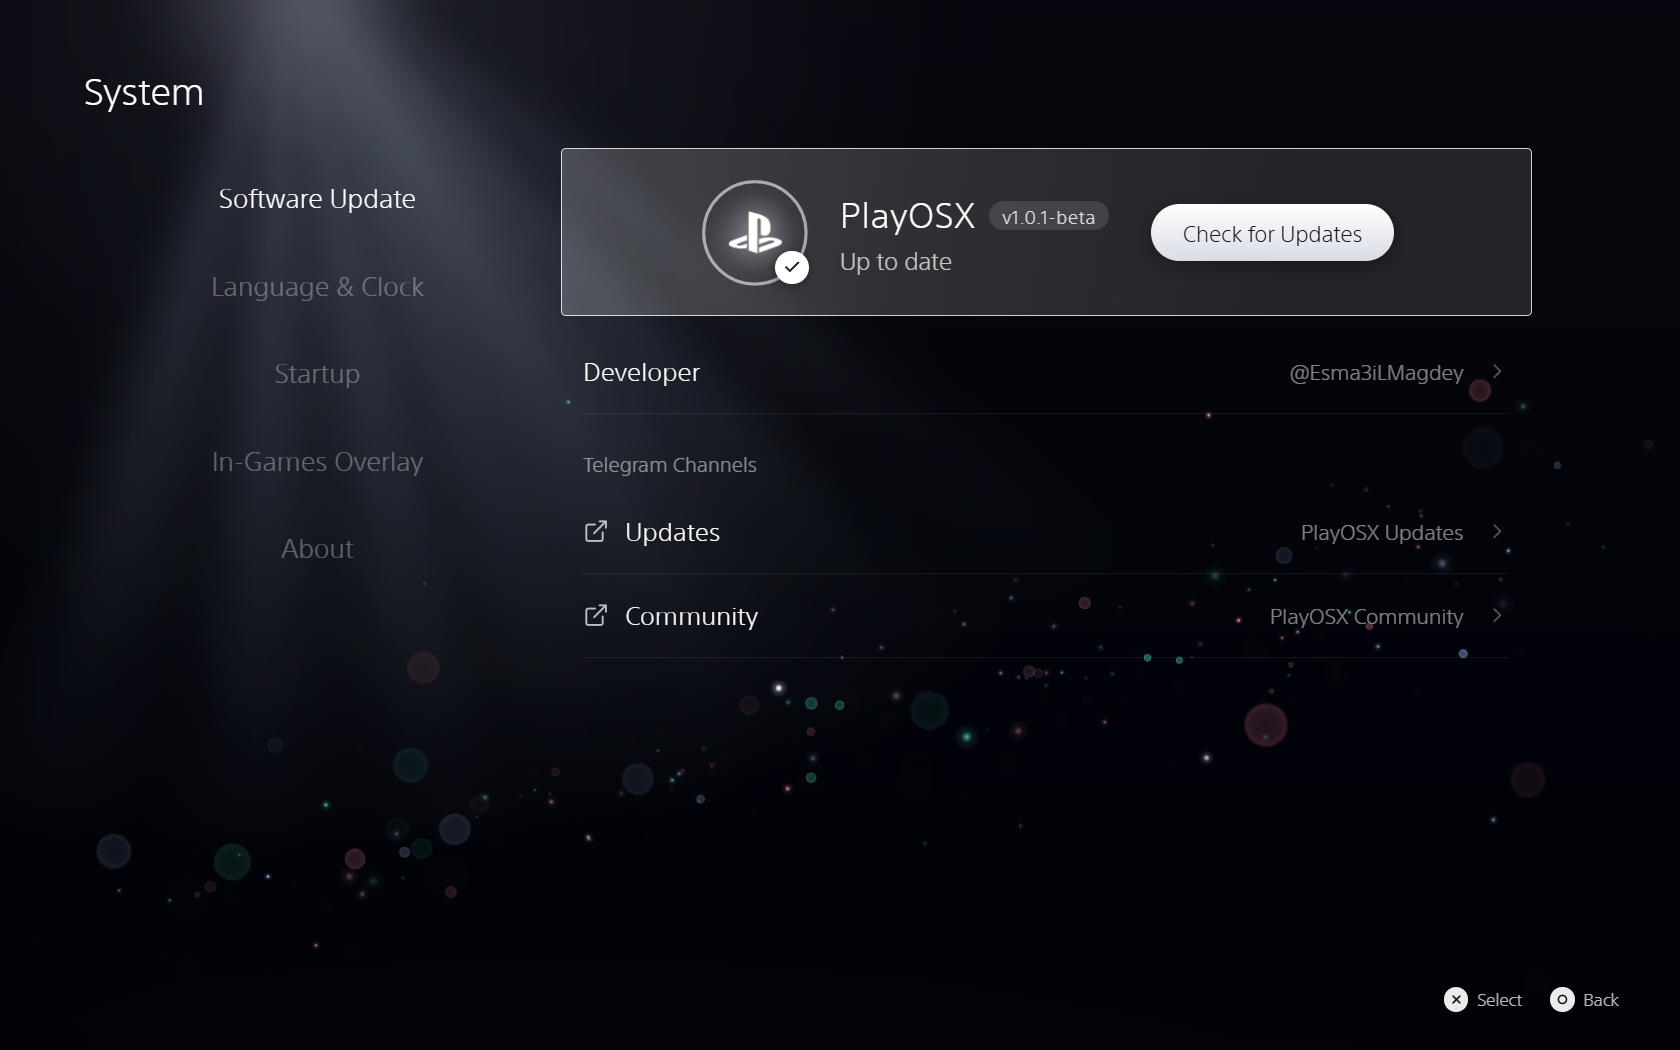 System
Software Update
Language & Clock
Startup
In-Games Overlay
About
PlayOSX v1.0.1-beta
Up to date
Check for Updates
Developer @Esma3iLMagdey
Telegram Channels
Updates PlayOSX Updates
Community PlayOSX Community
Select Back